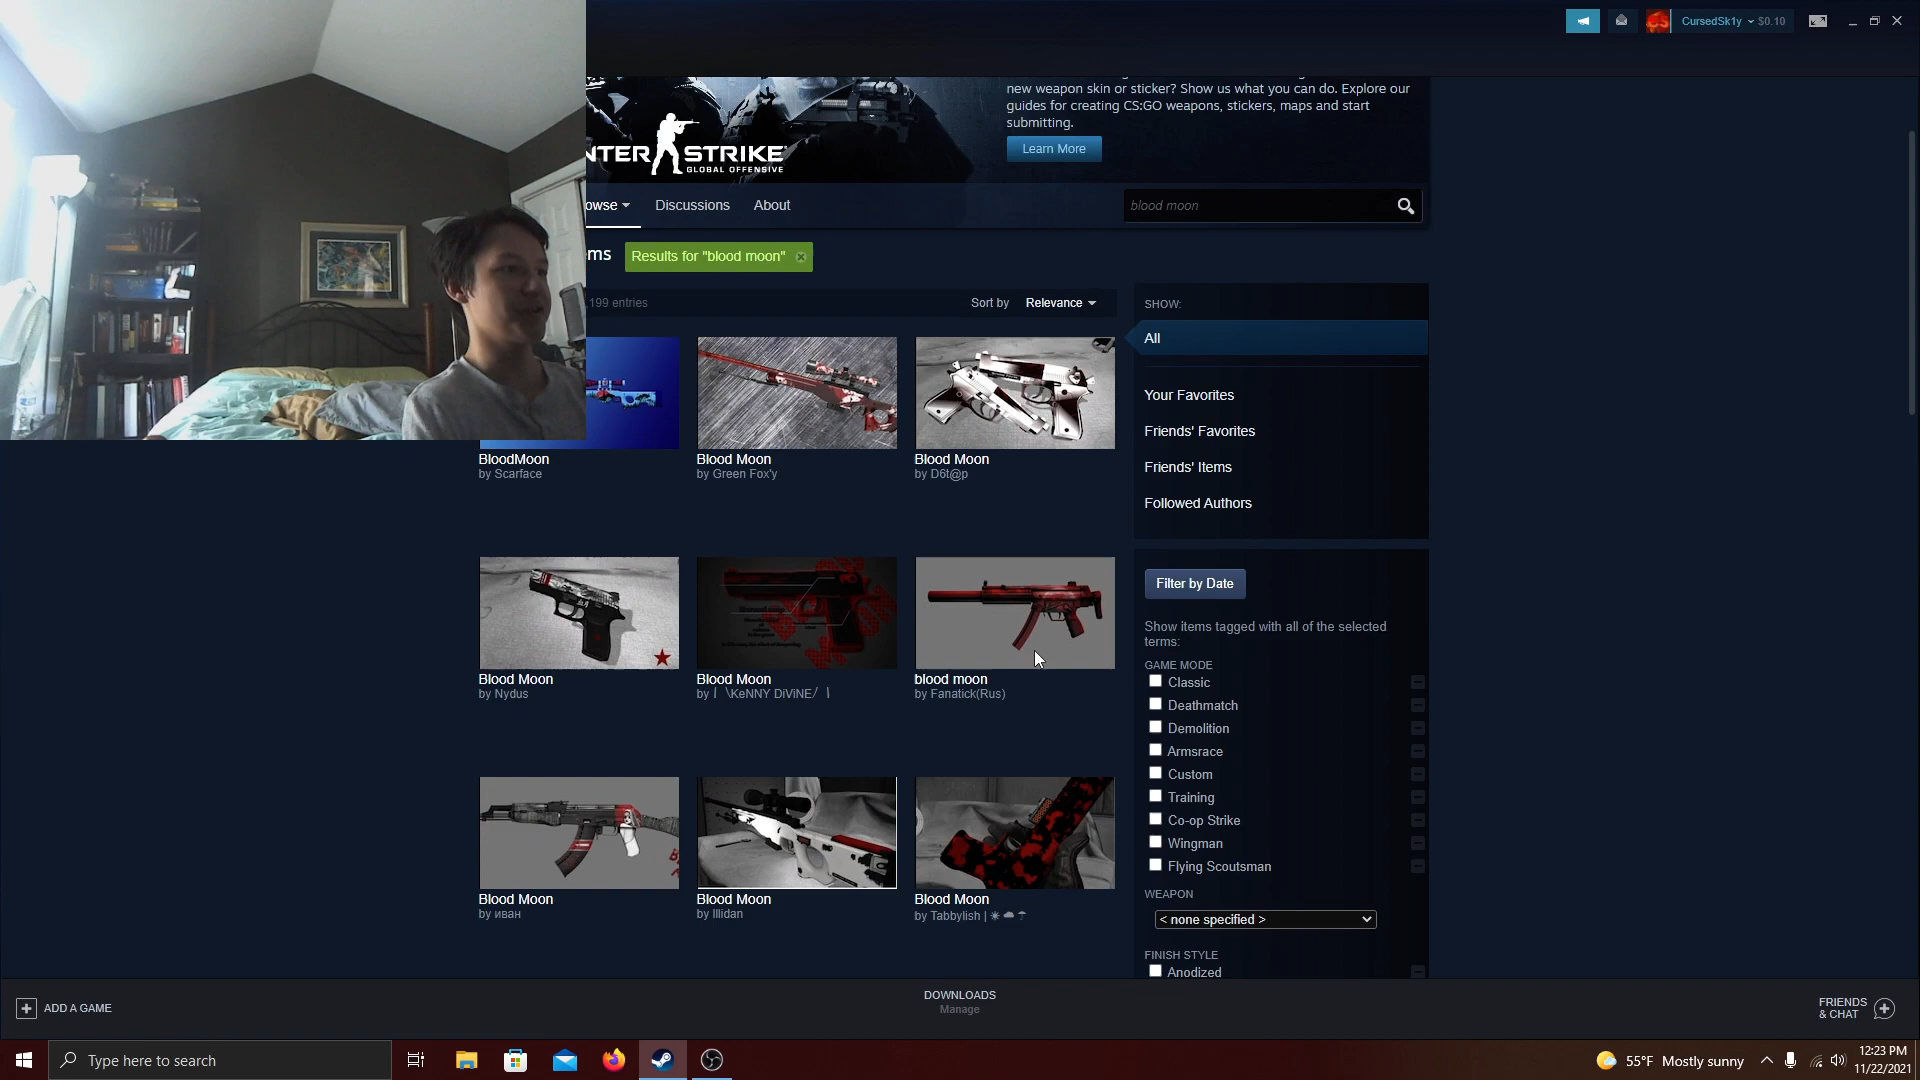 CursedSk1y $0.10
new weapon skin or sticker? Show us what you can do. Explore our
guides for creating CS:GO weapons, stickers, maps and start
submitting.
Learn More
NTER STRIKE
GLOBAL OFFENSIVE
owse
Discussions
About
blood moon
ms
Results for "blood moon"
199 entries
Sort by
Relevance
SHOW:
All
Your Favorites
Friends' Favorites
Friends' Items
Followed Authors
BloodMoon
by Scarface
Blood Moon
by Green Fox'y
Blood Moon
by D6t@p
Blood Moon
by Nydus
Blood Moon
by ⎰ \KeNNY DiViNE/ ⎱
blood moon
by Fanatick(Rus)
Blood Moon
by иван
Blood Moon
by Illidan
Blood Moon
by Tabbylish | ☀ ☁ ☂
Filter by Date
Show items tagged with all of the selected
terms:
GAME MODE
Classic
Deathmatch
Demolition
Armsrace
Custom
Training
Co-op Strike
Wingman
Flying Scoutsman
WEAPON
< none specified >
FINISH STYLE
Anodized
ADD A GAME
DOWNLOADS
Manage
FRIENDS
& CHAT
Type here to search
55°F Mostly sunny
12:23 PM
11/22/2021